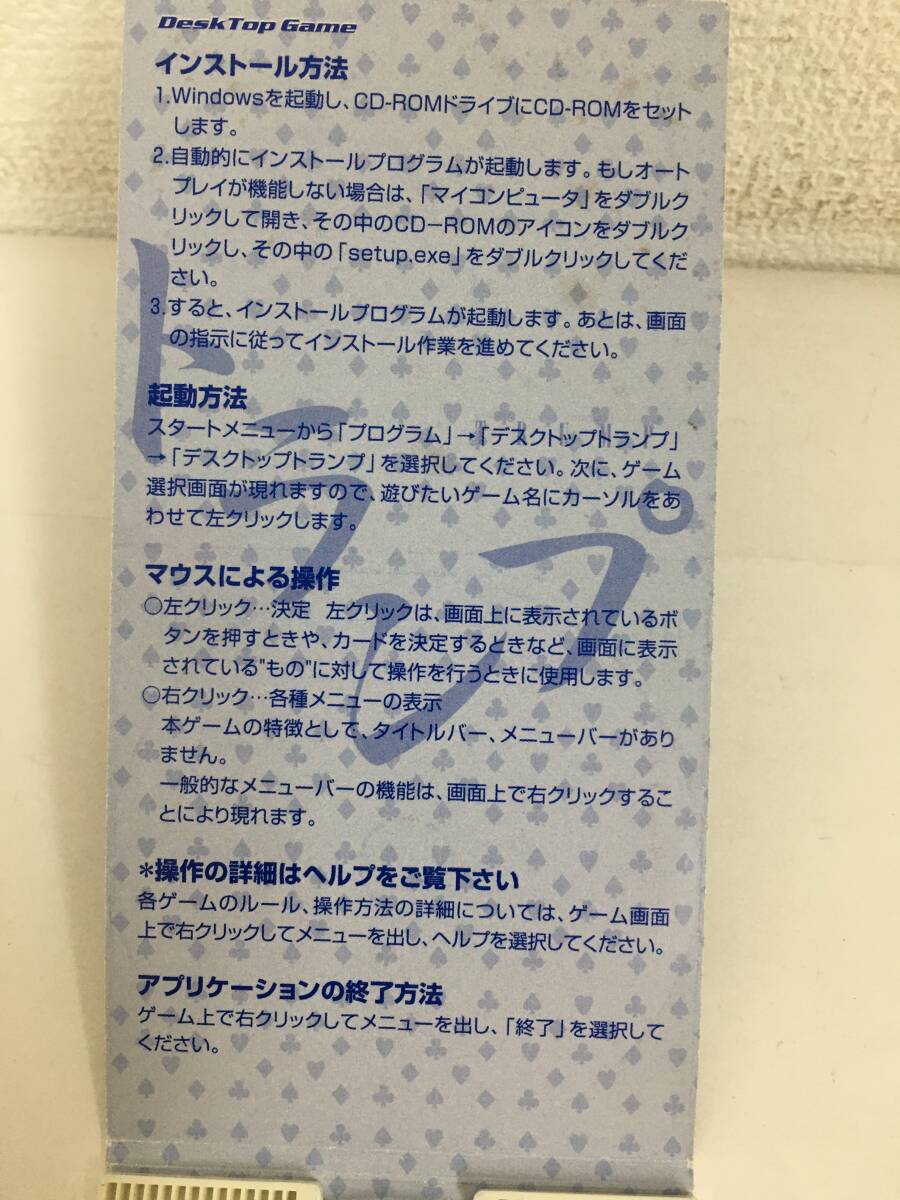 DeskTop Game
インストール方法
1.Windowsを起動し、CD-ROMドライブにCD-ROMをセット
します。
2.自動的にインストールプログラムが起動します。もしオート
プレイが機能しない場合は、「マイコンピュータ」をダブルク
リックして開き、その中のCD-ROMのアイコンをダブルク
リックし、その中の「setup.exe」をダブルクリックしてくだ
さい。
3.すると、インストールプログラムが起動します。あとは、画面
の指示に従ってインストール作業を進めてください。
起動方法
スタートメニューから「プログラム」→「デスクトップトランプ」
→「デスクトップトランプ」を選択してください。次に、ゲーム
選択画面が現れますので、遊びたいゲーム名にカーソルをあ
わせて左クリックします。
マウスによる操作
○左クリック…決定 左クリックは、画面上に表示されているボ
タンを押すときや、カードを決定するときなど、画面に表示
されている"もの"に対して操作を行うときに使用します。
○右クリック…各種メニューの表示
本ゲームの特徴として、タイトルバー、メニューバーがあり
ません。
一般的なメニューバーの機能は、画面上で右クリックするこ
とにより現れます。
*操作の詳細はヘルプをご覧下さい
各ゲームのルール、操作方法の詳細については、ゲーム画面
上で右クリックしてメニューを出し、ヘルプを選択してください。
アプリケーションの終了方法
ゲーム上で右クリックしてメニューを出し、「終了」を選択して
ください。
トランプ